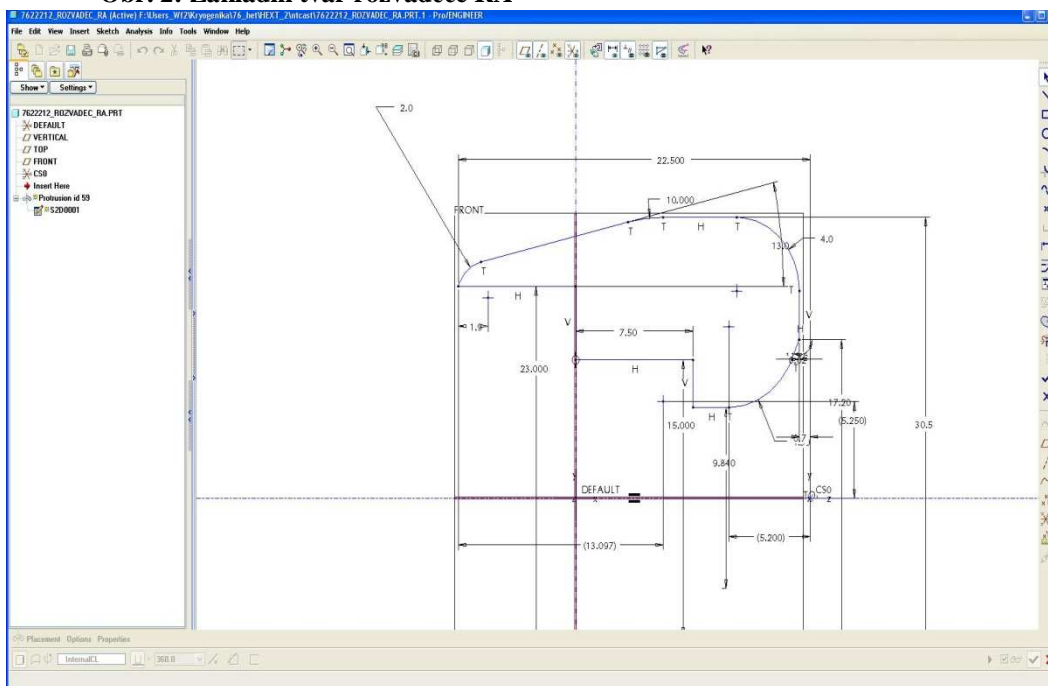 Obr. 2: Základní tvar rozvaděče RA
7622212_ROZVADEC_RA (Active) F:\Users_Wf2\Kryogenika\76_het\HEXT_2\ntcast\7622212_ROZVADEC_RA.PRT.1 - Pro/ENGINEER
File Edit View Insert Sketch Analysis Info Tools Window Help
Show Settings
7622212_ROZVADEC_RA.PRT
DEFAULT
VERTICAL
TOP
FRONT
CS0
Insert Here
Protrusion id 59
S2D0001
2.0
22.500
10.000
FRONT
T T H T
13.0 4.0
T
T
H
1.9
V
V
7.50
H
H
T
23.000
V
17.20
H T
(5.250)
15.000
30.5
9.840
DEFAULT
CS0
X
Z
(5.200)
(13.097)
Placement Options Properties
InternalCL 360.0